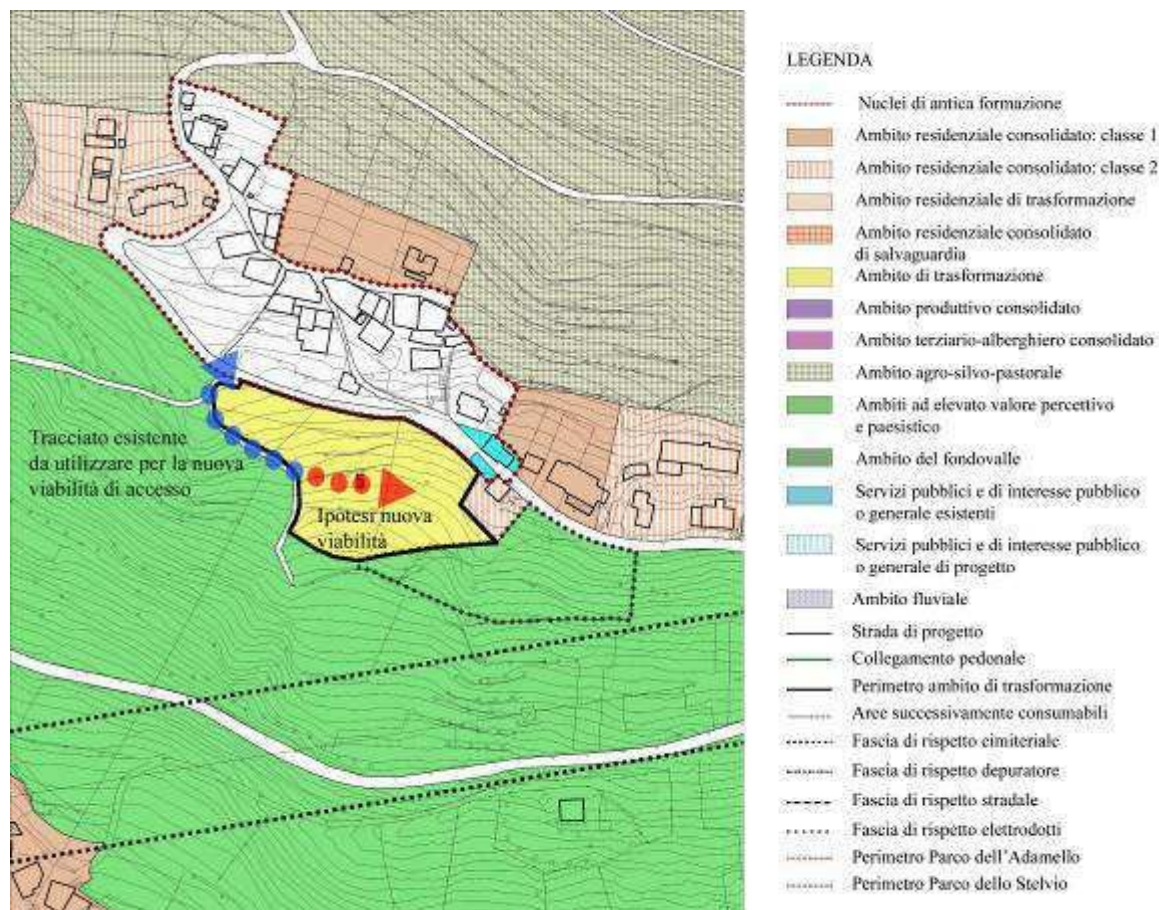 Tracciato esistente
da utilizzare per la nuova
viabilità di accesso
Ipotesi nuova
viabilità
LEGENDA
Nuclei di antica formazione
Ambito residenziale consolidato: classe 1
Ambito residenziale consolidato: classe 2
Ambito residenziale di trasformazione
Ambito residenziale consolidato
di salvaguardia
Ambito di trasformazione
Ambito produttivo consolidato
Ambito terziario-alberghiero consolidato
Ambito agro-silvo-pastorale
Ambiti ad elevato valore percettivo
e paesistico
Ambito del fondovalle
Servizi pubblici e di interesse pubblico
o generale esistenti
Servizi pubblici e di interesse pubblico
o generale di progetto
Ambito fluviale
Strada di progetto
Collegamento pedonale
Perimetro ambito di trasformazione
Aree successivamente consumabili
Fascia di rispetto cimiteriale
Fascia di rispetto depuratore
Fascia di rispetto stradale
Fascia di rispetto elettrodotti
Perimetro Parco dell'Adamello
Perimetro Parco dello Stelvio